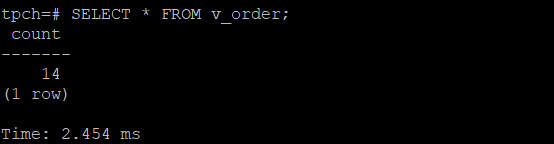 tpch=# SELECT * FROM v_order;
 count
-------
    14
(1 row)

Time: 2.454 ms